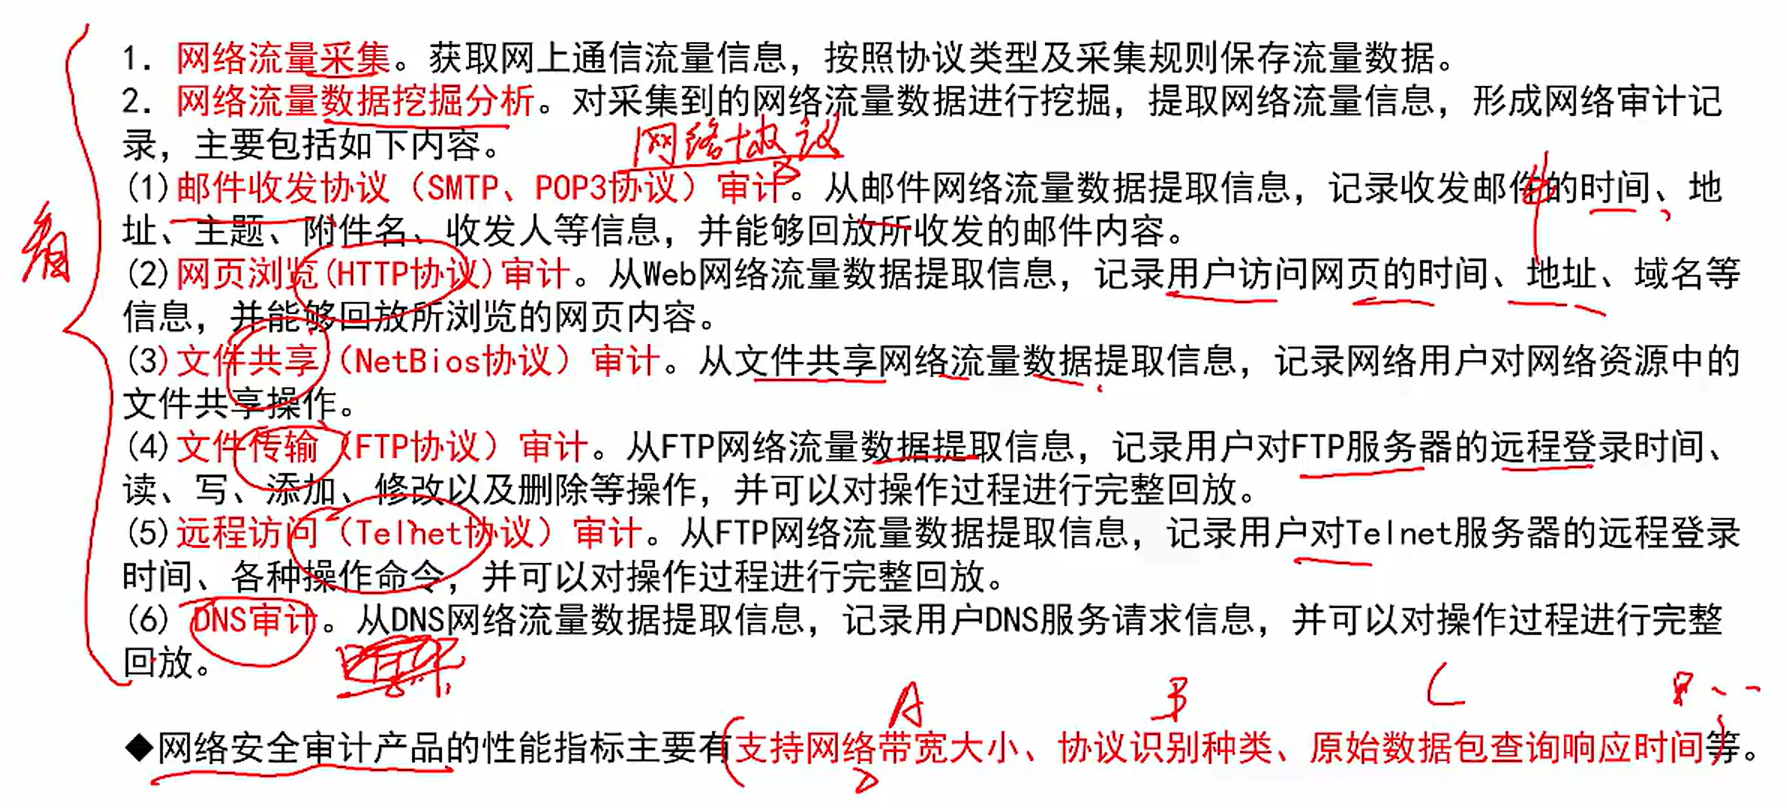 1．网络流量采集。获取网上通信流量信息，按照协议类型及采集规则保存流量数据。
2．网络流量数据挖掘分析。对采集到的网络流量数据进行挖掘，提取网络流量信息，形成网络审计记
录，主要包括如下内容。
网络协议
(1)邮件收发协议（SMTP、POP3协议）审计。从邮件网络流量数据提取信息，记录收发邮件的时间、地
址、主题、附件名、收发人等信息，并能够回放所收发的邮件内容。
(2)网页浏览(HTTP协议)审计。从Web网络流量数据提取信息，记录用户访问网页的时间、地址、域名等
信息，并能够回放所浏览的网页内容。
(3)文件共享（NetBios协议）审计。从文件共享网络流量数据提取信息，记录网络用户对网络资源中的
文件共享操作。
(4)文件传输（FTP协议）审计。从FTP网络流量数据提取信息，记录用户对FTP服务器的远程登录时间、
读、写、添加、修改以及删除等操作，并可以对操作过程进行完整回放。
(5)远程访问（Telnet协议）审计。从FTP网络流量数据提取信息，记录用户对Telnet服务器的远程登录
时间、各种操作命令，并可以对操作过程进行完整回放。
(6) DNS审计。从DNS网络流量数据提取信息，记录用户DNS服务请求信息，并可以对操作过程进行完整
回放。
A B C
◆网络安全审计产品的性能指标主要有支持网络带宽大小、协议识别种类、原始数据包查询响应时间等。